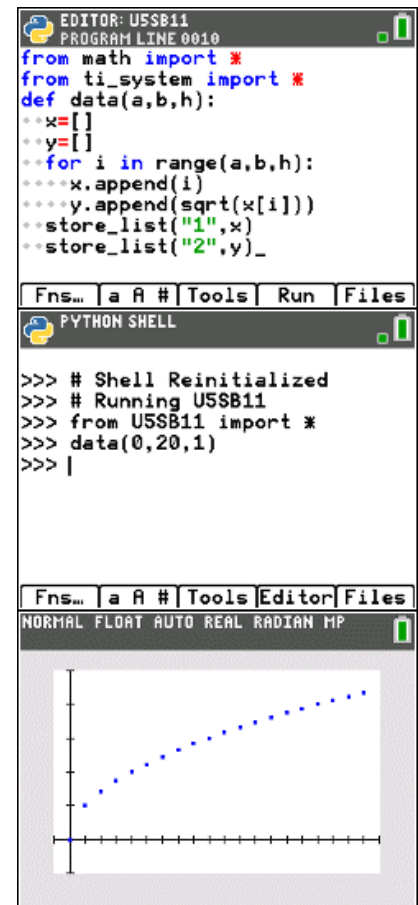 EDITOR: U5SB11
PROGRAM LINE 0010
from math import *
from ti_system import *
def data(a,b,h):
••x=[]
••y=[]
••for i in range(a,b,h):
••••x.append(i)
••••y.append(sqrt(x[i]))
••store_list("1",x)
••store_list("2",y)_
Fns… a A # Tools Run Files
PYTHON SHELL
>>> # Shell Reinitialized
>>> # Running U5SB11
>>> from U5SB11 import *
>>> data(0,20,1)
>>> |
Fns… a A # Tools Editor Files
NORMAL FLOAT AUTO REAL RADIAN MP